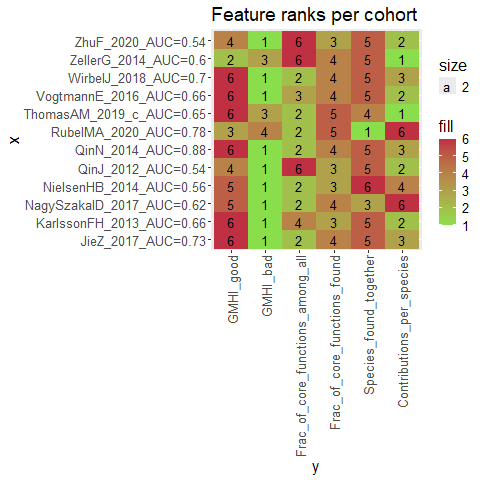 Feature ranks per cohort
x
ZhuF_2020_AUC=0.54 4 1 6 3 5 2
ZellerG_2014_AUC=0.6 2 3 6 4 5 1
WirbelJ_2018_AUC=0.7 6 1 2 4 5 3
VogtmannE_2016_AUC=0.66 6 1 3 4 5 2
ThomasAM_2019_c_AUC=0.65 6 3 2 5 4 1
RubelMA_2020_AUC=0.78 3 4 2 5 1 6
QinN_2014_AUC=0.88 6 1 2 4 5 3
QinJ_2012_AUC=0.54 4 1 6 3 5 2
NielsenHB_2014_AUC=0.56 5 1 2 3 6 4
NagySzakalD_2017_AUC=0.62 5 1 2 4 3 6
KarlssonFH_2013_AUC=0.66 6 1 4 3 5 2
JieZ_2017_AUC=0.73 6 1 2 4 5 3
GMHI_good
GMHI_bad
Frac_of_core_functions_among_all
Frac_of_core_functions_found
Species_found_together
Contributions_per_species
y
size
a 2
fill
6
5
4
3
2
1